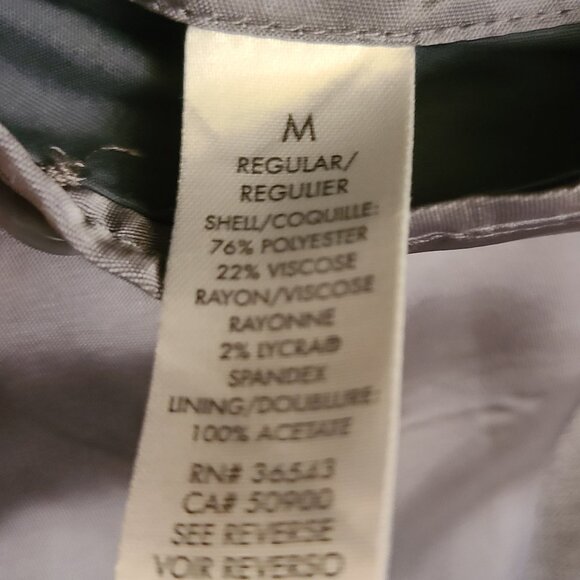 M
REGULAR/
REGULIER
SHELL/COQUILLE:
76% POLYESTER
22% VISCOSE
RAYON/VISCOSE
RAYONNE
2% LYCRA®
SPANDEX
LINING/DOUBLURE:
100% ACETATE
RN# 36543
CA# 50900
SEE REVERSE
VOIR REVERSO